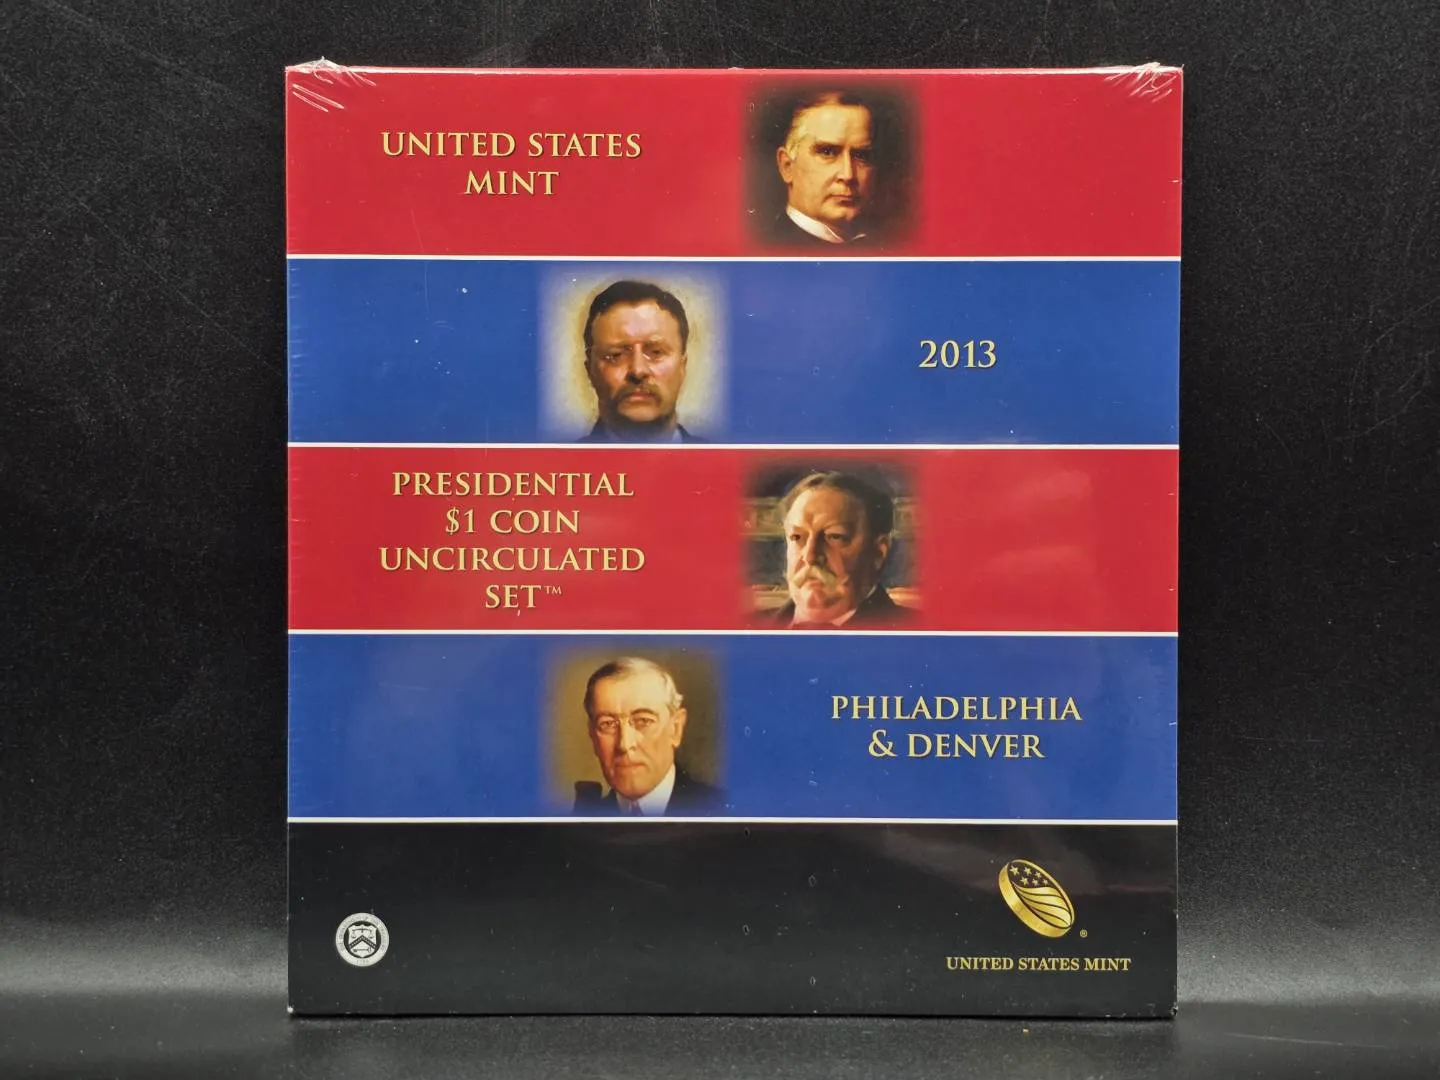 UNITED STATES
MINT
2013
PRESIDENTIAL
$1 COIN
UNCIRCULATED
SET™
PHILADELPHIA
& DENVER
®
UNITED STATES MINT